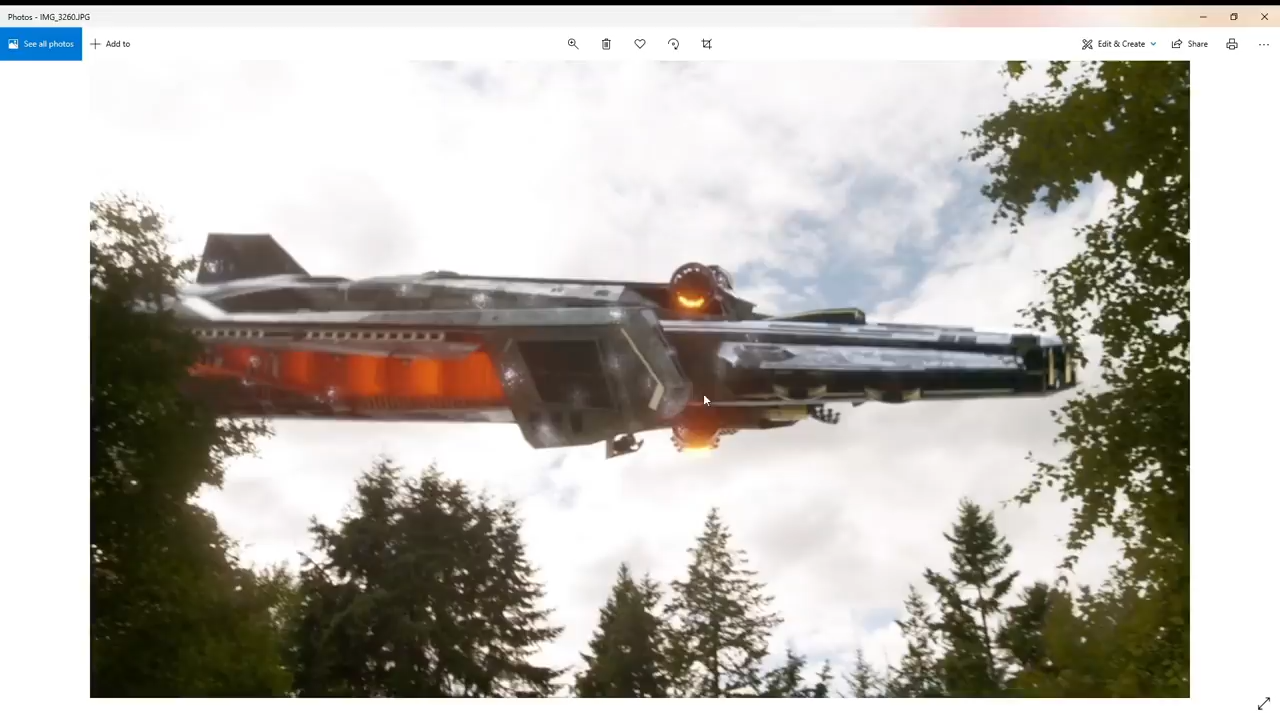 Photos - IMG_3260.JPG
See all photos
Add to
Edit & Create
Share